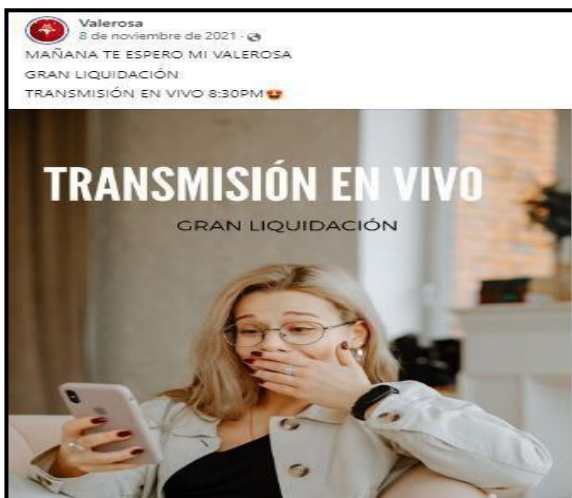 Valerosa
8 de noviembre de 2021 ·
MAÑANA TE ESPERO MI VALEROSA
GRAN LIQUIDACIÓN
TRANSMISIÓN EN VIVO 8:30PM🤩
TRANSMISIÓN EN VIVO
GRAN LIQUIDACIÓN